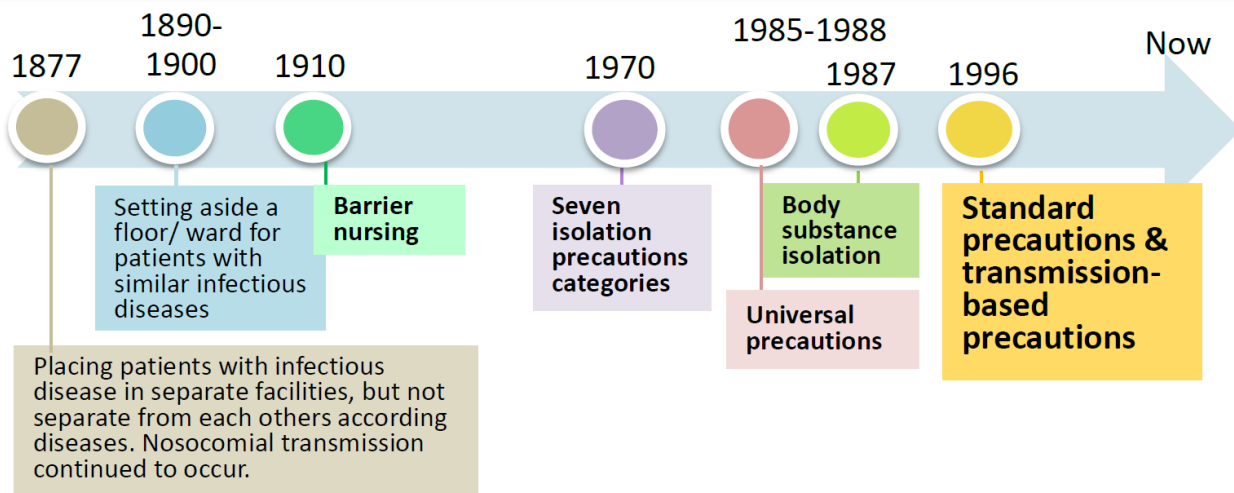 1877
1890-
1900
1910
1970
1985-1988
1987
1996
Now
Setting aside a
floor/ ward for
patients with
similar infectious
diseases
Barrier
nursing
Seven
isolation
precautions
categories
Body
substance
isolation
Universal
precautions
Standard
precautions &
transmission-
based
precautions
Placing patients with infectious
disease in separate facilities, but not
separate from each others according
diseases. Nosocomial transmission
continued to occur.